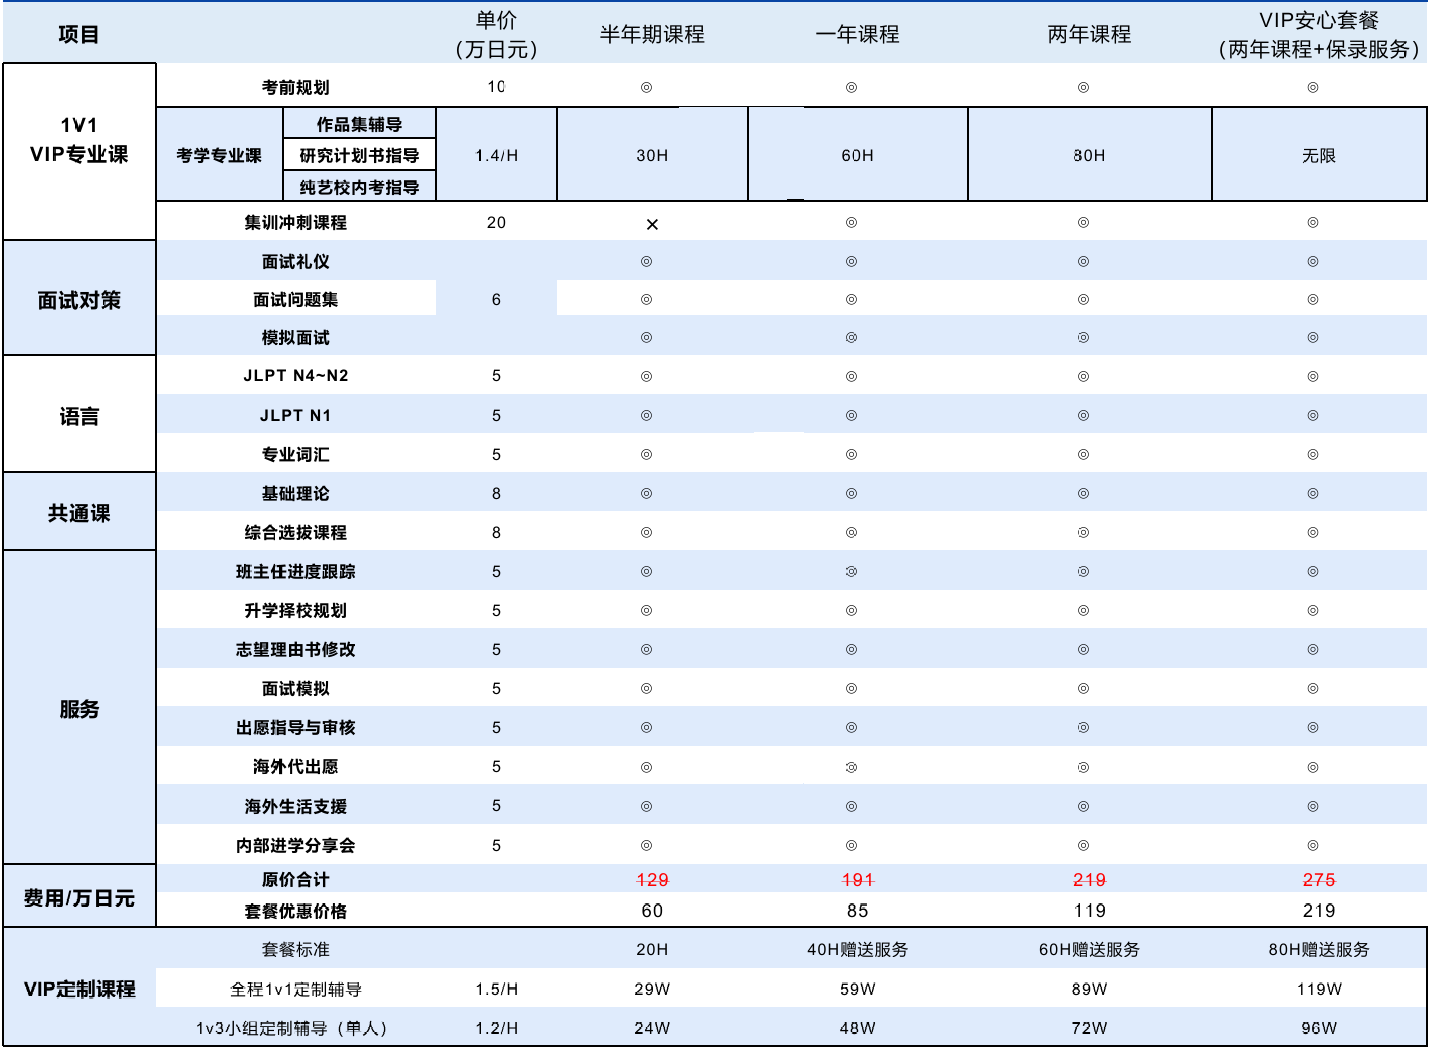 项目 单价（万日元） 半年期课程 一年课程 两年课程 VIP安心套餐（两年课程+保录服务）
1V1 VIP专业课
考前规划 10 ◎ ◎ ◎ ◎
考学专业课 作品集辅导 研究计划书指导 纯艺校内考指导 1.4/H 30H 60H 80H 无限
集训冲刺课程 20 × ◎ ◎ ◎
面试对策
面试礼仪 ◎ ◎ ◎ ◎
面试问题集 6 ◎ ◎ ◎ ◎
模拟面试 ◎ ◎ ◎ ◎
语言
JLPT N4~N2 5 ◎ ◎ ◎ ◎
JLPT N1 5 ◎ ◎ ◎ ◎
专业词汇 5 ◎ ◎ ◎ ◎
共通课
基础理论 8 ◎ ◎ ◎ ◎
综合选拔课程 8 ◎ ◎ ◎ ◎
服务
班主任进度跟踪 5 ◎ ◎ ◎ ◎
升学择校规划 5 ◎ ◎ ◎ ◎
志望理由书修改 5 ◎ ◎ ◎ ◎
面试模拟 5 ◎ ◎ ◎ ◎
出愿指导与审核 5 ◎ ◎ ◎ ◎
海外代出愿 5 ◎ ◎ ◎ ◎
海外生活支援 5 ◎ ◎ ◎ ◎
内部进学分享会 5 ◎ ◎ ◎ ◎
费用/万日元
原价合计 129 191 219 275
套餐优惠价格 60 85 119 219
VIP定制课程
套餐标准 20H 40H赠送服务 60H赠送服务 80H赠送服务
全程1v1定制辅导 1.5/H 29W 59W 89W 119W
1v3小组定制辅导（单人） 1.2/H 24W 48W 72W 96W